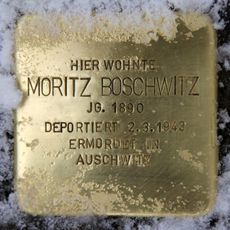 HIER WOHNTE
MORITZ BOSCHWITZ
JG. 1890
DEPORTIERT 2.3.1943
ERMORDET IN
AUSCHWITZ